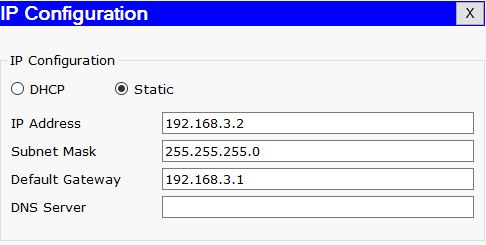 IP Configuration X
IP Configuration
DHCP Static
IP Address 192.168.3.2
Subnet Mask 255.255.255.0
Default Gateway 192.168.3.1
DNS Server